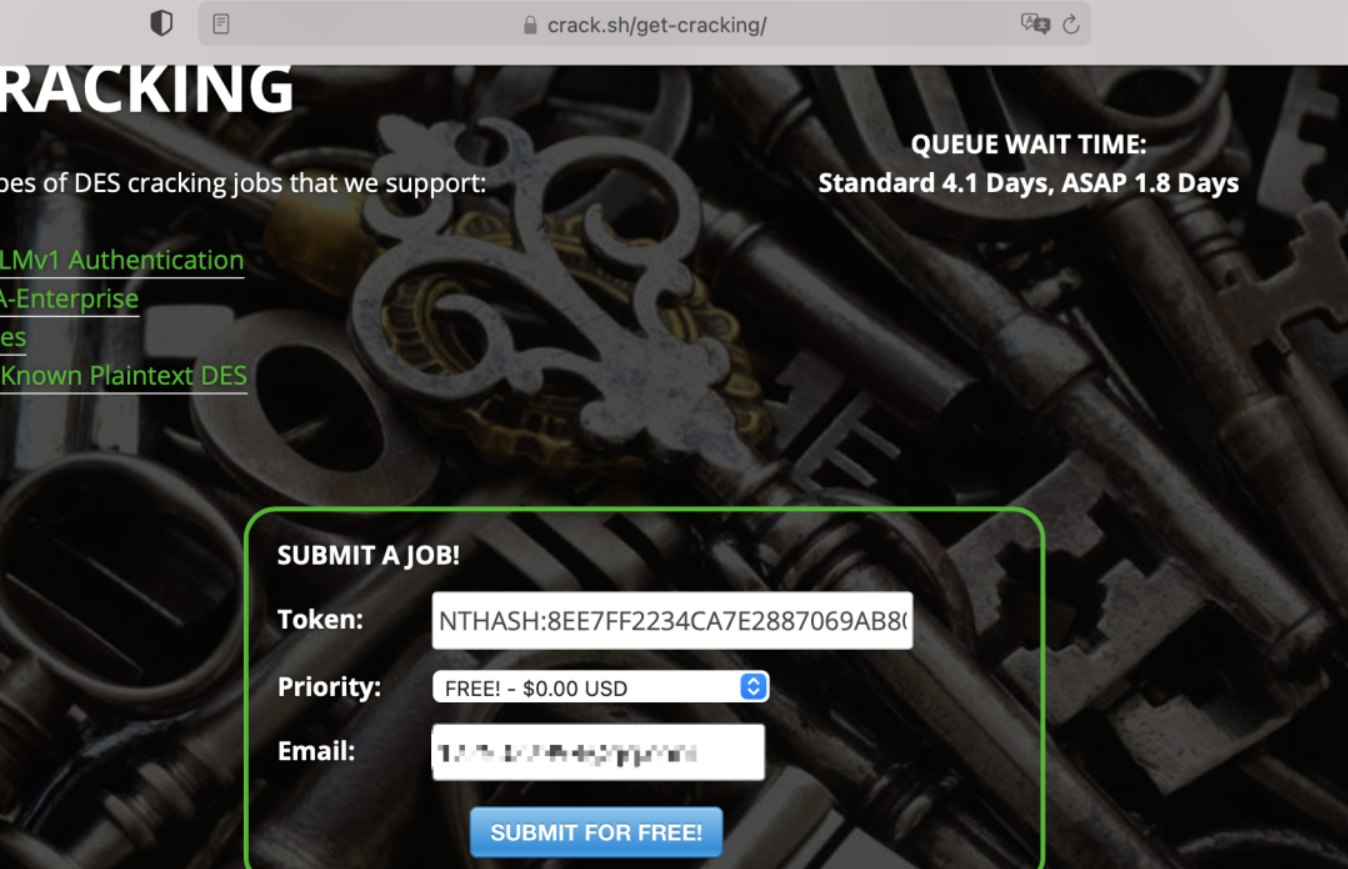 crack.sh/get-cracking/
RACKING
QUEUE WAIT TIME:
Standard 4.1 Days, ASAP 1.8 Days
pes of DES cracking jobs that we support:
LMv1 Authentication
A-Enterprise
es
Known Plaintext DES
SUBMIT A JOB!
Token: NTHASH:8EE7FF2234CA7E2887069AB8
Priority: FREE! - $0.00 USD
Email:
SUBMIT FOR FREE!